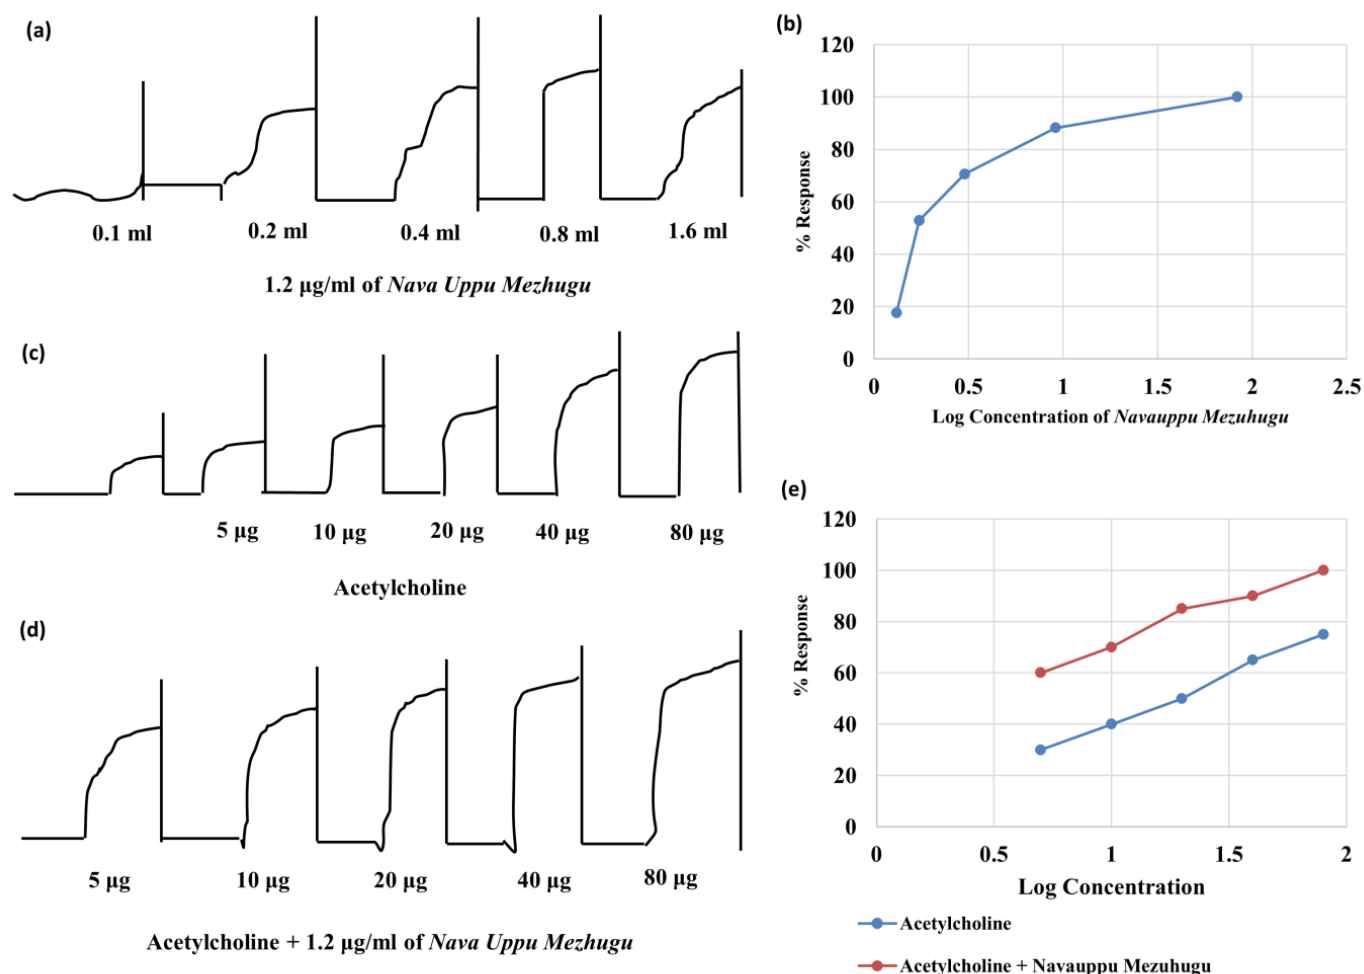 (a)
0.1 ml 0.2 ml 0.4 ml 0.8 ml 1.6 ml
1.2 µg/ml of Nava Uppu Mezhugu
(b)
120
100
80
60
40
20
0
% Response
0 0.5 1 1.5 2 2.5
Log Concentration of Navauppu Mezuhugu
(c)
5 µg 10 µg 20 µg 40 µg 80 µg
Acetylcholine
(d)
5 µg 10 µg 20 µg 40 µg 80 µg
Acetylcholine + 1.2 µg/ml of Nava Uppu Mezhugu
(e)
120
100
80
60
40
20
0
% Response
0 0.5 1 1.5 2
Log Concentration
Acetylcholine
Acetylcholine + Navauppu Mezuhugu